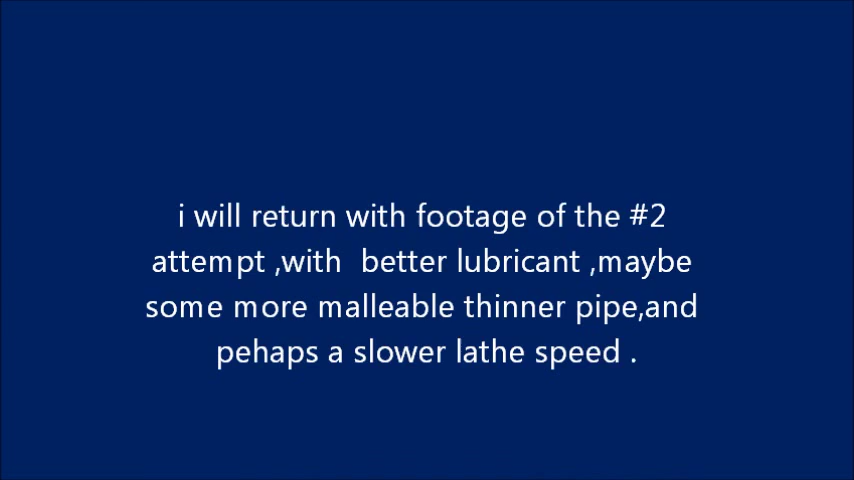 i will return with footage of the #2
attempt ,with  better lubricant ,maybe
some more malleable thinner pipe,and
pehaps a slower lathe speed .